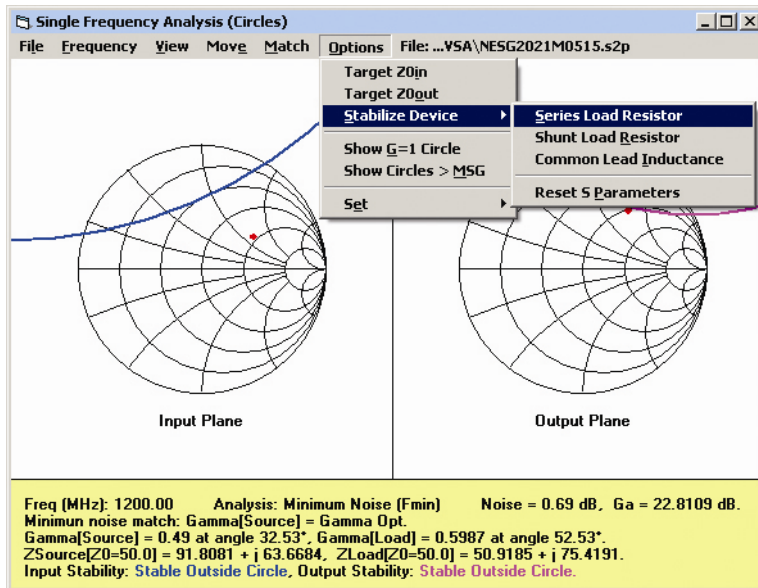 Single Frequency Analysis (Circles)
File Frequency View Move Match Options File: ...VSA\NESG2021M0515.s2p
Target Z0in
Target Z0out
Stabilize Device
Show G=1 Circle
Show Circles > MSG
Set
Series Load Resistor
Shunt Load Resistor
Common Lead Inductance
Reset S Parameters
Input Plane
Output Plane
Freq (MHz): 1200.00 Analysis: Minimum Noise (Fmin) Noise = 0.69 dB, Ga = 22.8109 dB.
Minimun noise match: Gamma[Source] = Gamma Opt.
Gamma[Source] = 0.49 at angle 32.53°, Gamma[Load] = 0.5987 at angle 52.53°.
ZSource[Z0=50.0] = 91.8081 + j 63.6684, ZLoad[Z0=50.0] = 50.9185 + j 75.4191.
Input Stability: Stable Outside Circle, Output Stability: Stable Outside Circle.